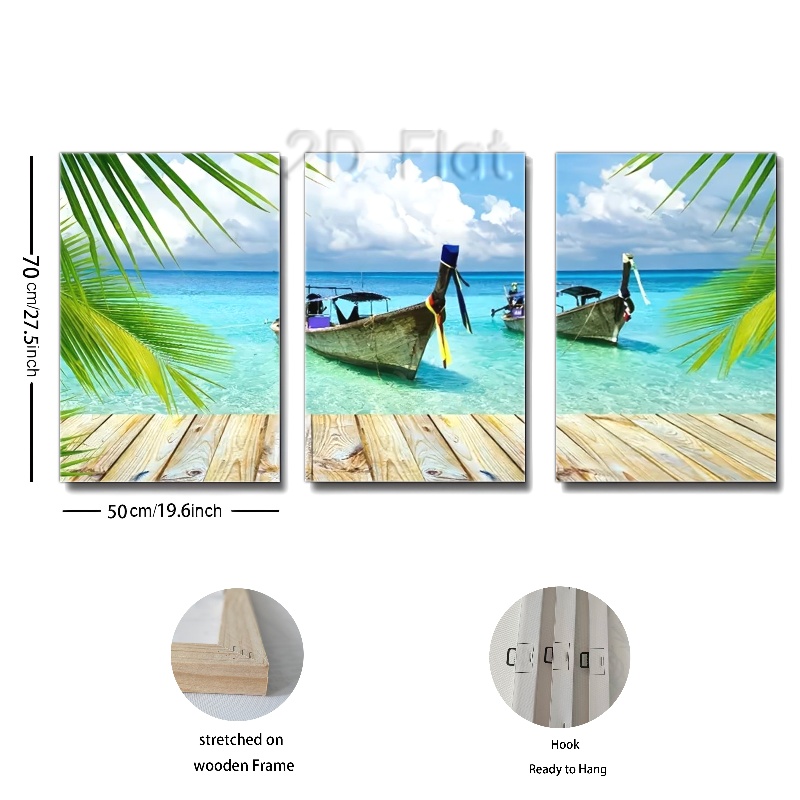 2D Flat
70 cm/27.5inch
50 cm/19.6inch
stretched on
wooden Frame
Hook
Ready to Hang